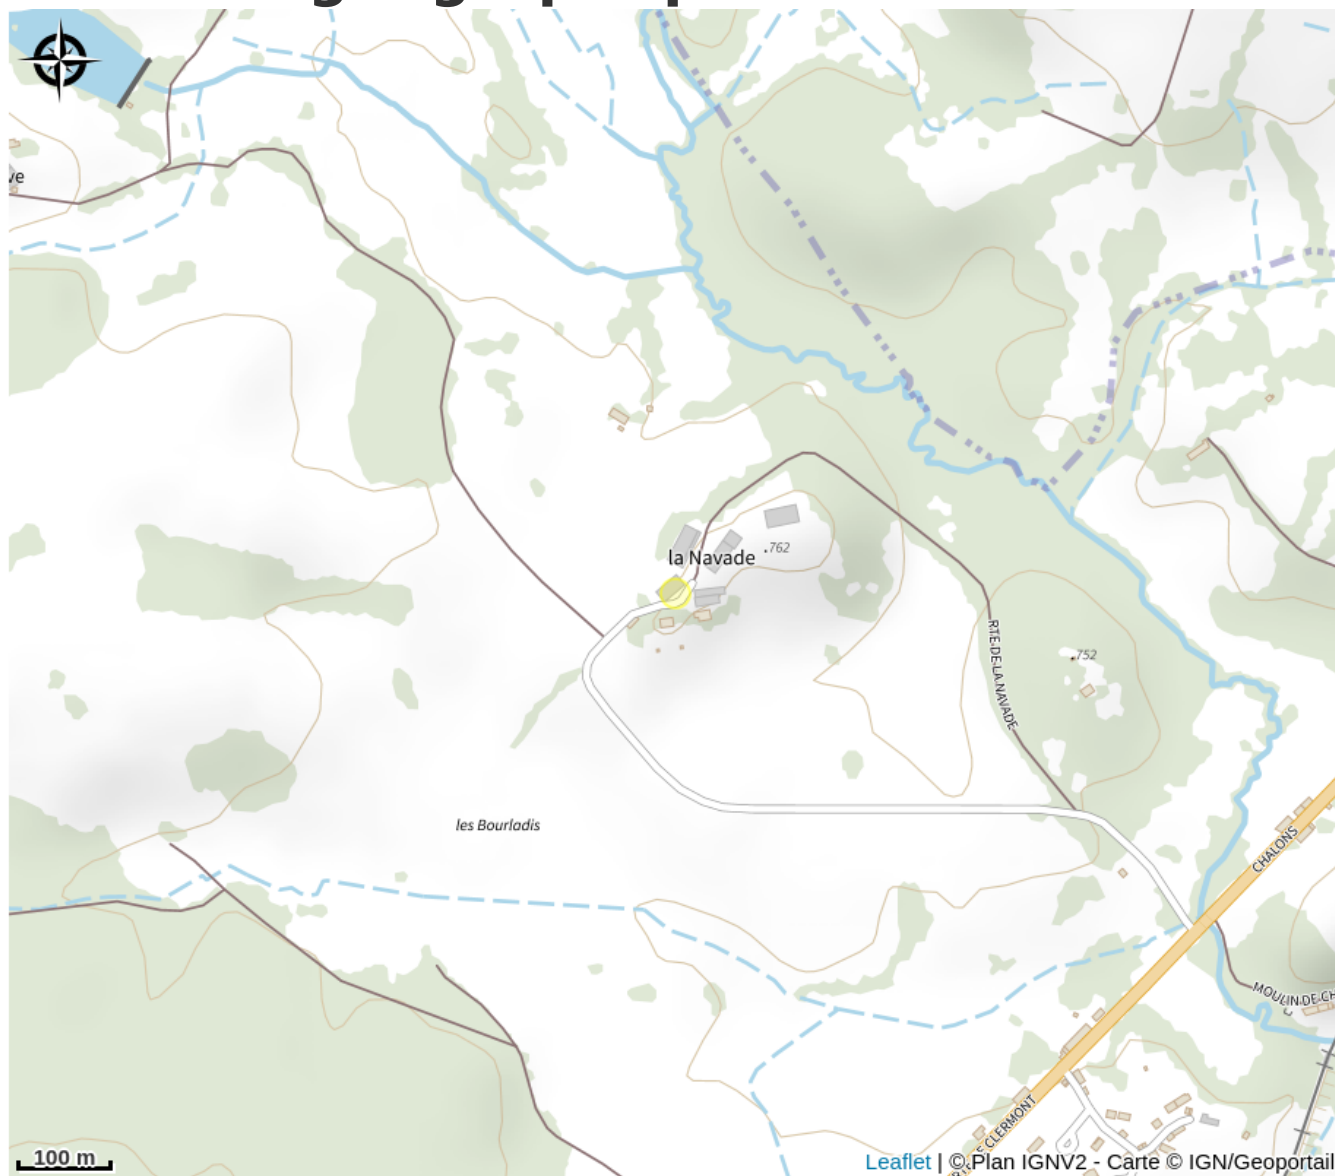 ve
la Navade
762
RTE DE LA NAVADE
752
les Bourladis
CHALONS
MOULIN DE CH
CLERMONT
100 m
Leaflet | © Plan IGNV2 - Carte © IGN/Geoportail